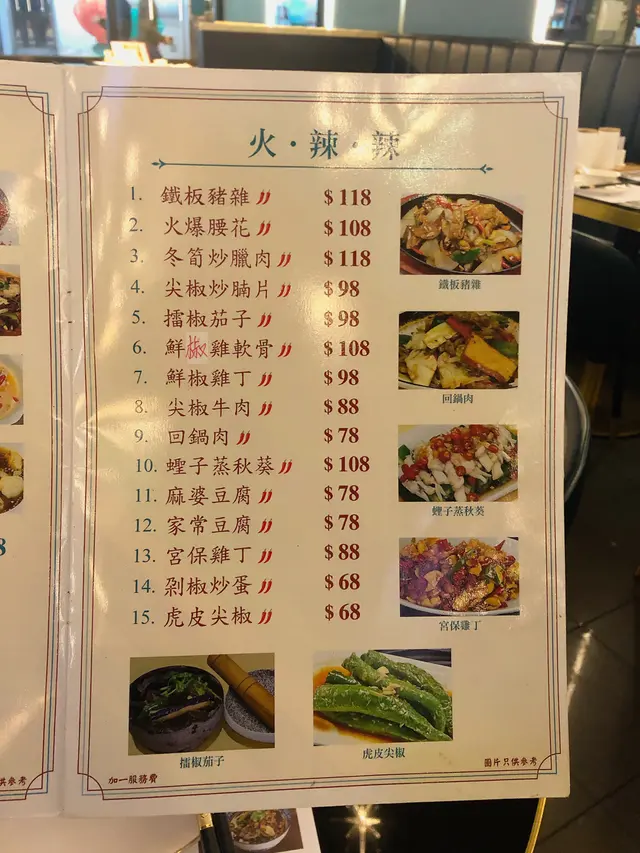 火·辣·辣
1. 鐵板豬雜 $118
2. 火爆腰花 $108
3. 冬筍炒臘肉 $118
4. 尖椒炒腩片 $98
5. 擂椒茄子 $98
6. 鮮椒雞軟骨 $108
7. 鮮椒雞丁 $98
8. 尖椒牛肉 $88
9. 回鍋肉 $78
10. 蟶子蒸秋葵 $108
11. 麻婆豆腐 $78
12. 家常豆腐 $78
13. 宮保雞丁 $88
14. 剁椒炒蛋 $68
15. 虎皮尖椒 $68
鐵板豬雜
回鍋肉
蟶子蒸秋葵
宮保雞丁
擂椒茄子
虎皮尖椒
加一服務費
圖片只供參考
8
供參考